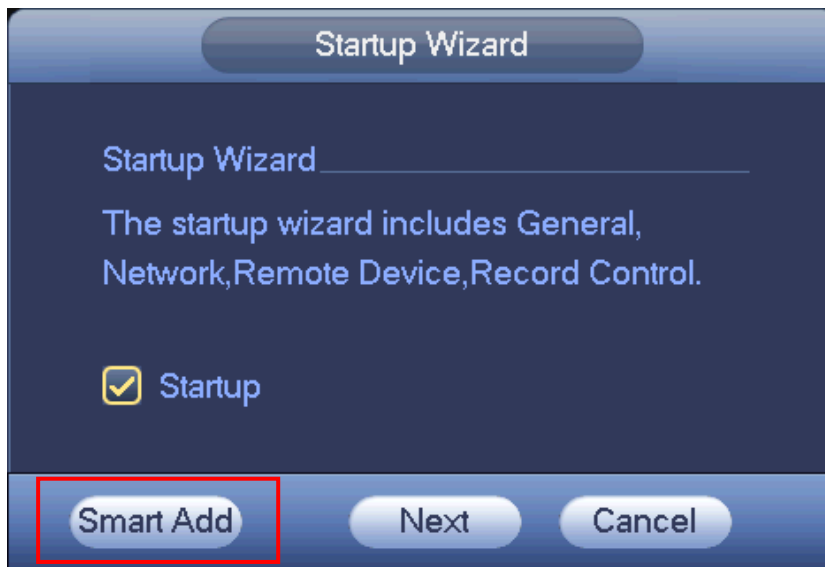 Startup Wizard
Startup Wizard
The startup wizard includes General,
Network,Remote Device,Record Control.
Startup
Smart Add Next Cancel